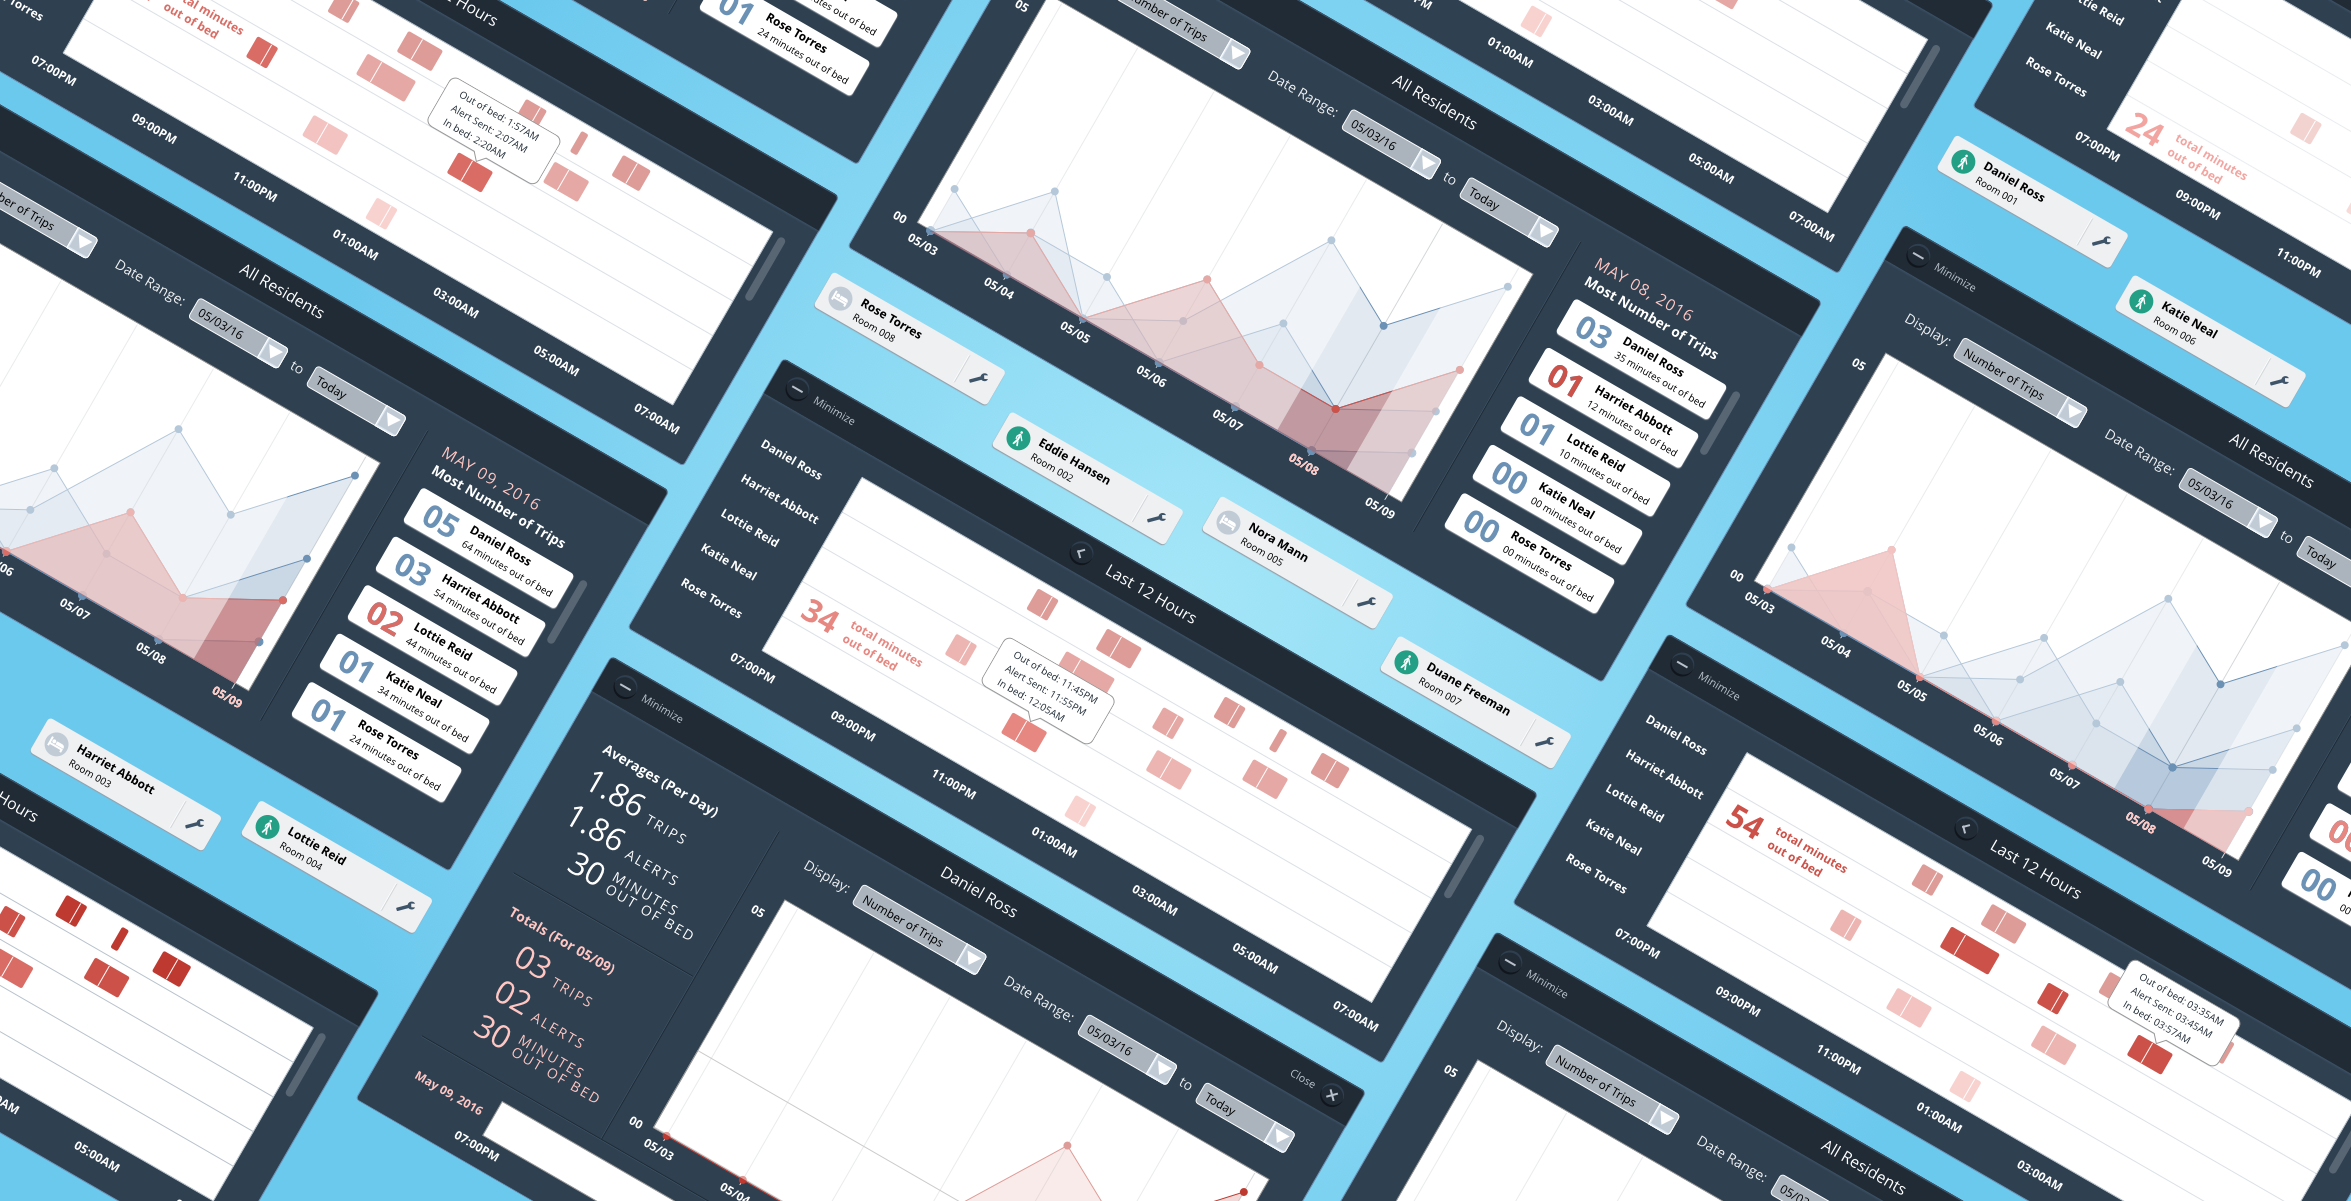 Torres
07:00PM
09:00PM
11:00PM
01:00AM
03:00AM
05:00AM
07:00AM
total minutes
out of bed
Out of bed: 1:57AM
Alert Sent: 2:07AM
In bed: 2:20AM
Hours
01
Rose Torres
24 minutes out of bed
minutes out of bed
05
Number of Trips
Date Range:
05/03/16
to
Today
All Residents
00
05/03
05/04
05/05
05/06
05/07
05/08
05/09
MAY 08, 2016
Most Number of Trips
03
Daniel Ross
35 minutes out of bed
01
Harriet Abbott
12 minutes out of bed
01
Lottie Reid
10 minutes out of bed
00
Katie Neal
00 minutes out of bed
00
Rose Torres
00 minutes out of bed
01:00AM
03:00AM
05:00AM
07:00AM
Lottie Reid
Katie Neal
Rose Torres
24
total minutes
out of bed
07:00PM
09:00PM
11:00PM
Daniel Ross
Room 001
Katie Neal
Room 006
Number of Trips
Date Range:
05/03/16
to
Today
All Residents
05/07
05/08
05/09
MAY 09, 2016
Most Number of Trips
05
Daniel Ross
64 minutes out of bed
03
Harriet Abbott
54 minutes out of bed
02
Lottie Reid
44 minutes out of bed
01
Katie Neal
34 minutes out of bed
01
Rose Torres
24 minutes out of bed
Rose Torres
Room 008
Eddie Hansen
Room 002
Nora Mann
Room 005
Duane Freeman
Room 007
Harriet Abbott
Room 003
Lottie Reid
Room 004
Minimize
Daniel Ross
Harriet Abbott
Lottie Reid
Katie Neal
Rose Torres
Last 12 Hours
34
total minutes
out of bed
Out of bed: 11:45PM
Alert Sent: 11:55PM
In bed: 12:05AM
07:00PM
09:00PM
11:00PM
01:00AM
03:00AM
05:00AM
07:00AM
Minimize
Display:
Number of Trips
Date Range:
05/03/16
to
Today
All Residents
05
00
05/03
05/04
05/05
05/06
05/07
05/08
05/09
00
00
Minimize
Daniel Ross
Harriet Abbott
Lottie Reid
Katie Neal
Rose Torres
Last 12 Hours
54
total minutes
out of bed
Out of bed: 03:35AM
Alert Sent: 03:45AM
In bed: 03:57AM
07:00PM
09:00PM
11:00PM
01:00AM
03:00AM
Minimize
Averages (Per Day)
1.86 TRIPS
1.86 ALERTS
30 MINUTES
OUT OF BED
Totals (For 05/09)
03 TRIPS
02 ALERTS
30 MINUTES
OUT OF BED
May 09, 2016
07:00PM
Daniel Ross
Close
Display:
Number of Trips
Date Range:
05/03/16
to
Today
05
00
05/03
05/04
Hours
05:00AM
Minimize
Display:
Number of Trips
Date Range:
All Residents
05